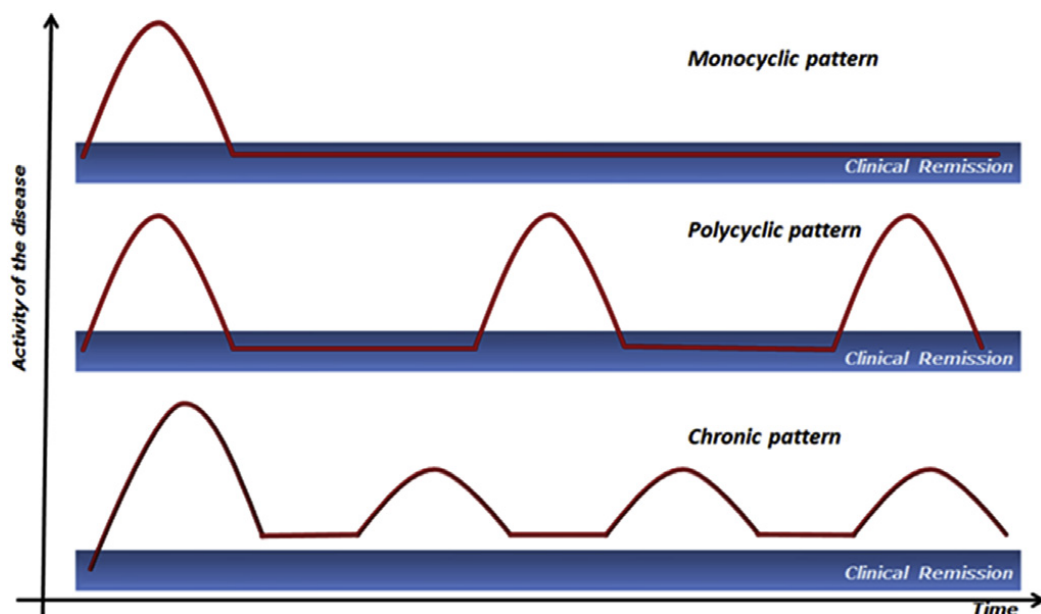 Monocyclic pattern
Clinical Remission
Activity of the disease
Polycyclic pattern
Clinical Remission
Chronic pattern
Clinical Remission
Time